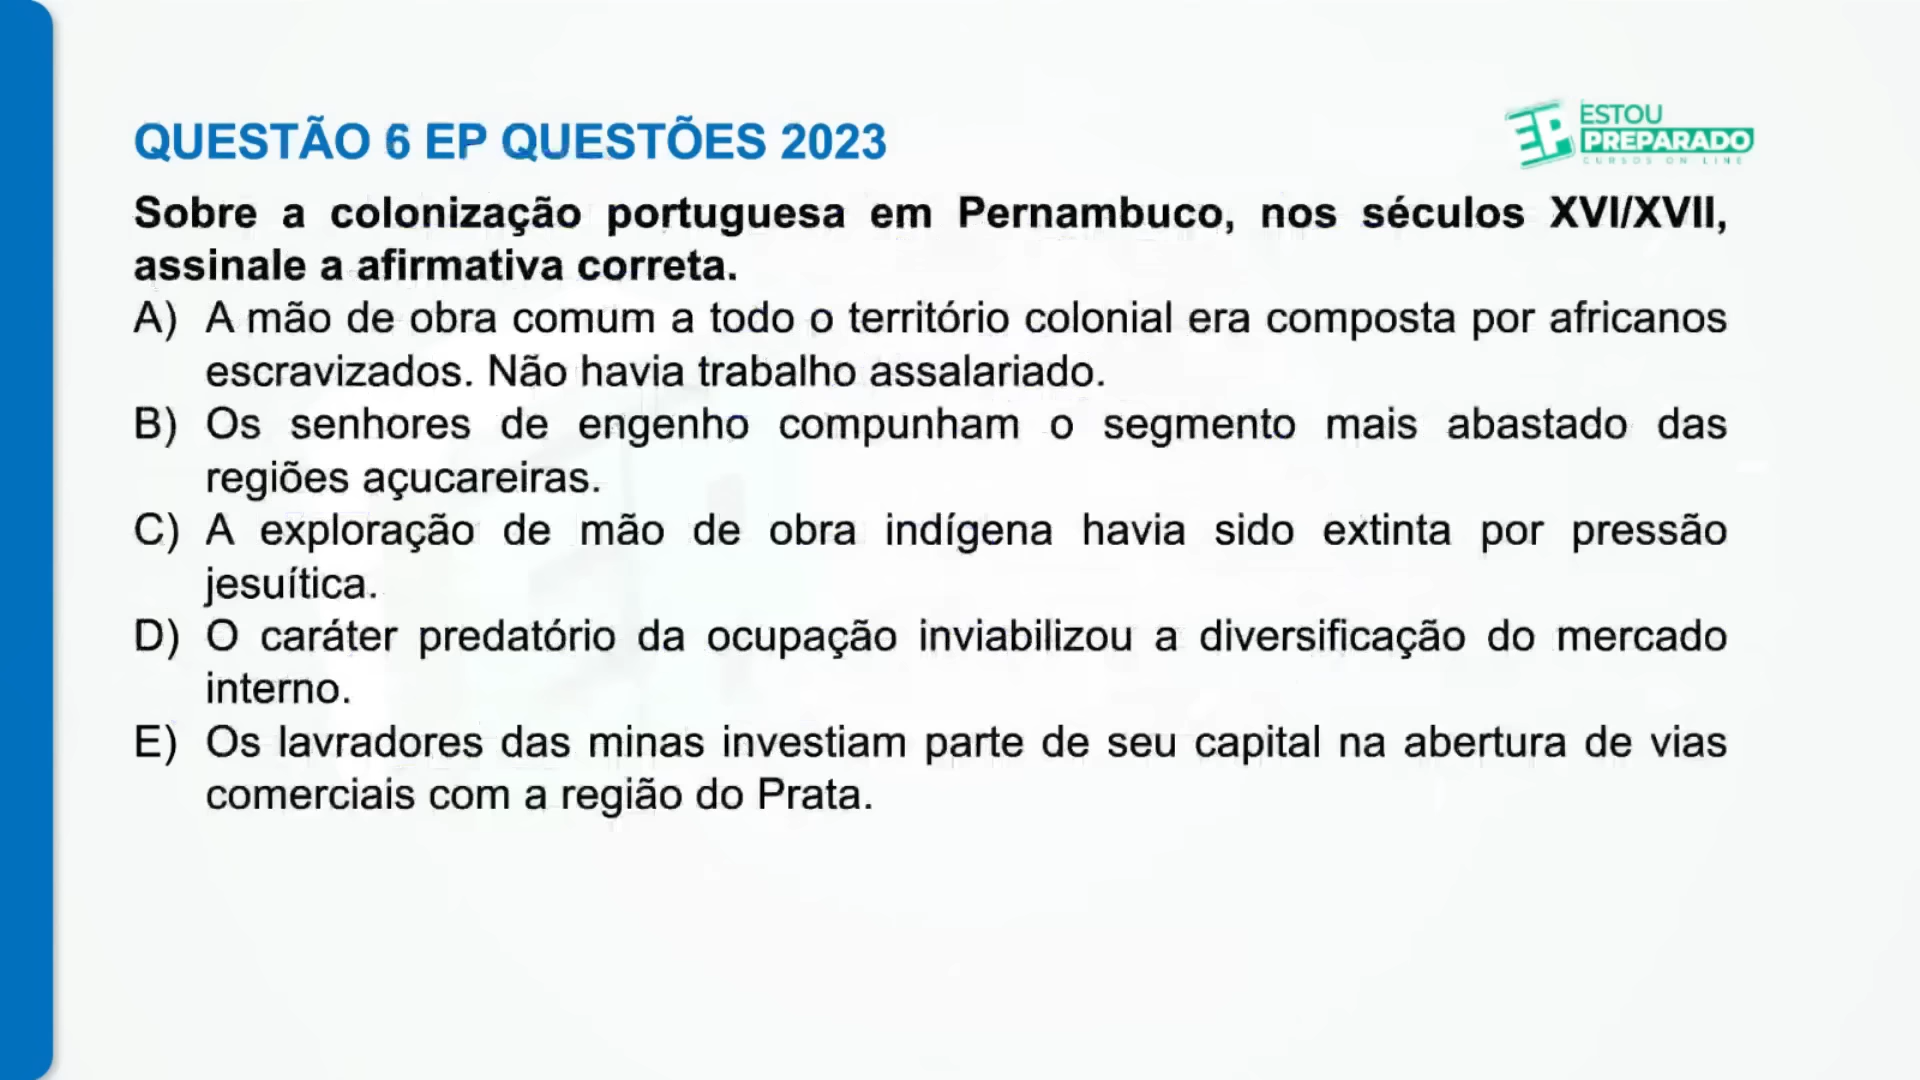 ESTOU
EP PREPARADO
CURSOS ON LINE
QUESTÃO 6 EP QUESTÕES 2023
Sobre a colonização portuguesa em Pernambuco, nos séculos XVI/XVII,
assinale a afirmativa correta.
A) A mão de obra comum a todo o território colonial era composta por africanos
escravizados. Não havia trabalho assalariado.
B) Os senhores de engenho compunham o segmento mais abastado das
regiões açucareiras.
C) A exploração de mão de obra indígena havia sido extinta por pressão
jesuítica.
D) O caráter predatório da ocupação inviabilizou a diversificação do mercado
interno.
E) Os lavradores das minas investiam parte de seu capital na abertura de vias
comerciais com a região do Prata.